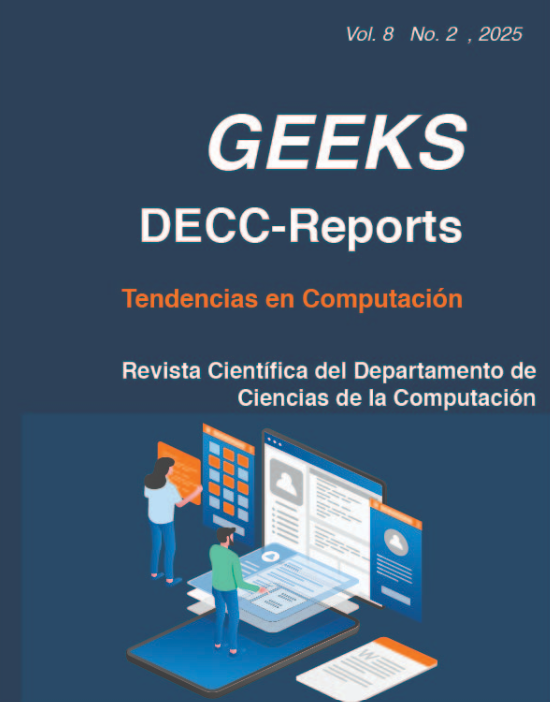 Vol. 8 No. 2 , 2025
GEEKS
DECC-Reports
Tendencias en Computación
Revista Científica del Departamento de
Ciencias de la Computación
W